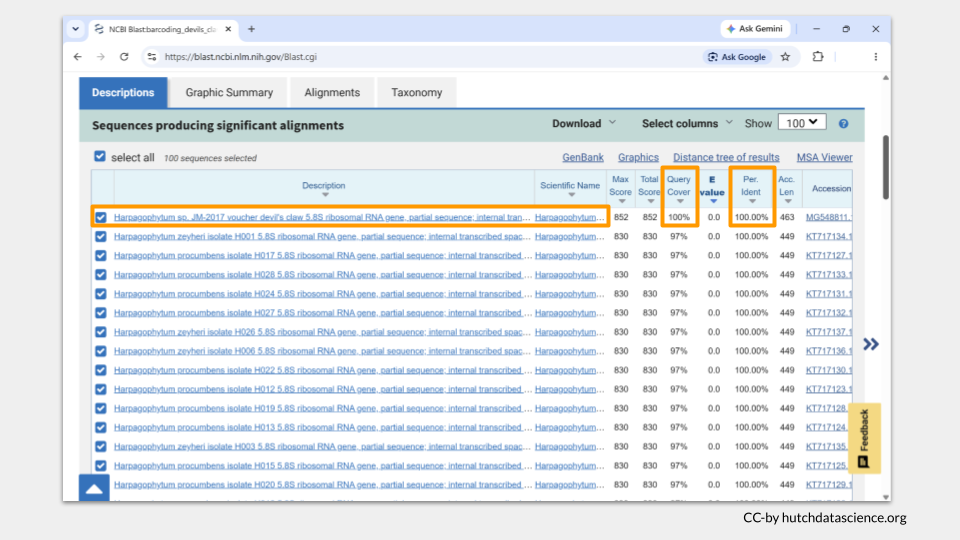 NCBI Blast:barcoding_devils_cla
Ask Gemini
https://blast.ncbi.nlm.nih.gov/Blast.cgi
Ask Google
Descriptions Graphic Summary Alignments Taxonomy
Sequences producing significant alignments Download Select columns Show 100
select all 100 sequences selected GenBank Graphics Distance tree of results MSA Viewer
Description Scientific Name Max Score Total Score Query Cover E value Per. Ident Acc. Len Accession
Harpagophytum sp. JM-2017 voucher devil's claw 5.8S ribosomal RNA gene, partial sequence; internal tran... Harpagophytum... 852 852 100% 0.0 100.00% 463 MG548811.
Harpagophytum zeyheri isolate H001 5.8S ribosomal RNA gene, partial sequence; internal transcribed spac... Harpagophytum... 830 830 97% 0.0 100.00% 449 KT717134.1
Harpagophytum procumbens isolate H017 5.8S ribosomal RNA gene, partial sequence; internal transcribed ... Harpagophytum... 830 830 97% 0.0 100.00% 449 KT717127.1
Harpagophytum procumbens isolate H028 5.8S ribosomal RNA gene, partial sequence; internal transcribed ... Harpagophytum... 830 830 97% 0.0 100.00% 449 KT717133.1
Harpagophytum procumbens isolate H024 5.8S ribosomal RNA gene, partial sequence; internal transcribed ... Harpagophytum... 830 830 97% 0.0 100.00% 449 KT717131.1
Harpagophytum procumbens isolate H027 5.8S ribosomal RNA gene, partial sequence; internal transcribed ... Harpagophytum... 830 830 97% 0.0 100.00% 449 KT717132.1
Harpagophytum zeyheri isolate H026 5.8S ribosomal RNA gene, partial sequence; internal transcribed spac... Harpagophytum... 830 830 97% 0.0 100.00% 449 KT717137.1
Harpagophytum zeyheri isolate H006 5.8S ribosomal RNA gene, partial sequence; internal transcribed spac... Harpagophytum... 830 830 97% 0.0 100.00% 449 KT717136.1
Harpagophytum procumbens isolate H022 5.8S ribosomal RNA gene, partial sequence; internal transcribed ... Harpagophytum... 830 830 97% 0.0 100.00% 449 KT717130.1
Harpagophytum procumbens isolate H012 5.8S ribosomal RNA gene, partial sequence; internal transcribed ... Harpagophytum... 830 830 97% 0.0 100.00% 449 KT717123.1
Harpagophytum procumbens isolate H019 5.8S ribosomal RNA gene, partial sequence; internal transcribed ... Harpagophytum... 830 830 97% 0.0 100.00% 449 KT717128.
Harpagophytum procumbens isolate H013 5.8S ribosomal RNA gene, partial sequence; internal transcribed ... Harpagophytum... 830 830 97% 0.0 100.00% 449 KT717124.
Harpagophytum zeyheri isolate H003 5.8S ribosomal RNA gene, partial sequence; internal transcribed spac... Harpagophytum... 830 830 97% 0.0 100.00% 449 KT717135.
Harpagophytum procumbens isolate H015 5.8S ribosomal RNA gene, partial sequence; internal transcribed ... Harpagophytum... 830 830 97% 0.0 100.00% 449 KT717125.
Harpagophytum procumbens isolate H020 5.8S ribosomal RNA gene, partial sequence; internal transcribed ... Harpagophytum... 830 830 97% 0.0 100.00% 449 KT717129.1
Feedback
CC-by hutchdatascience.org